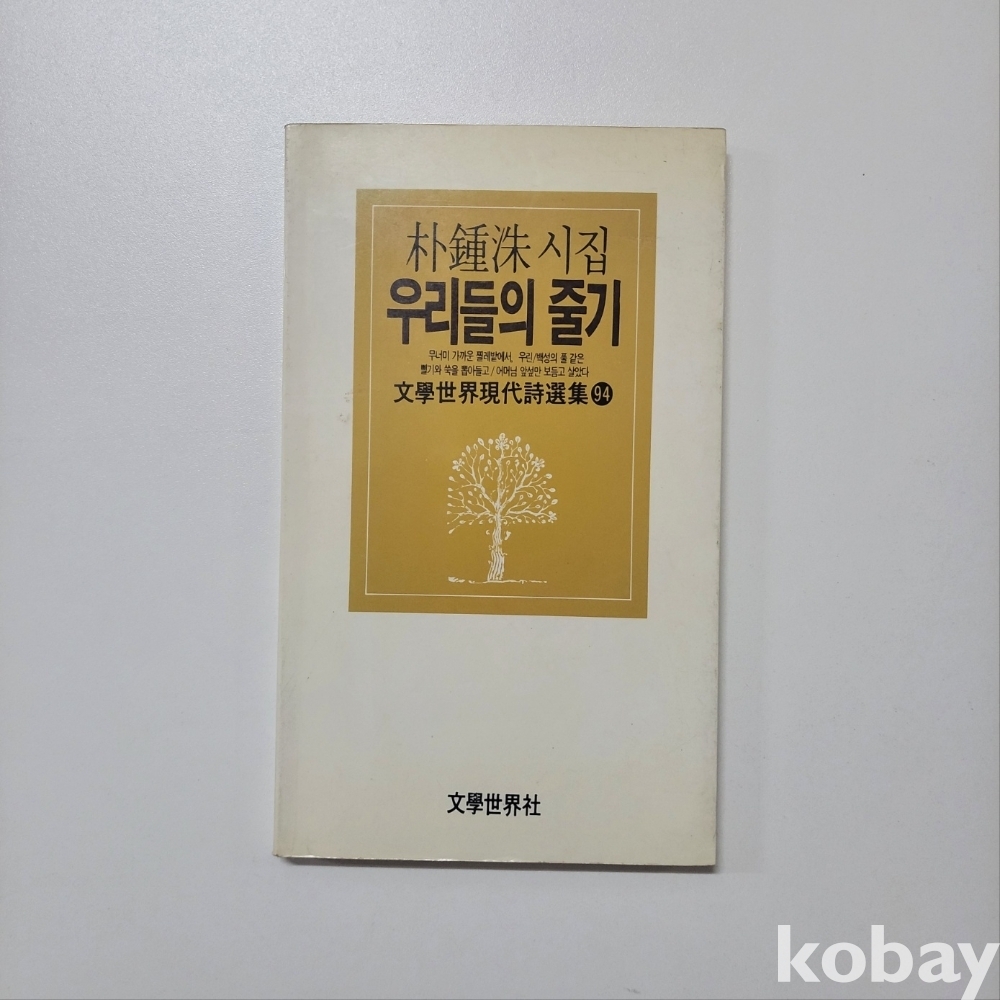 朴鍾洙 시집
우리들의 줄기
무너미 가까운 찔레밭에서, 우리/백성의 풀 같은
삘기와 쑥을 뽑아들고/어머님 앞섶만 보듬고 살았다
文學世界現代詩選集 94
文學世界社
kobay